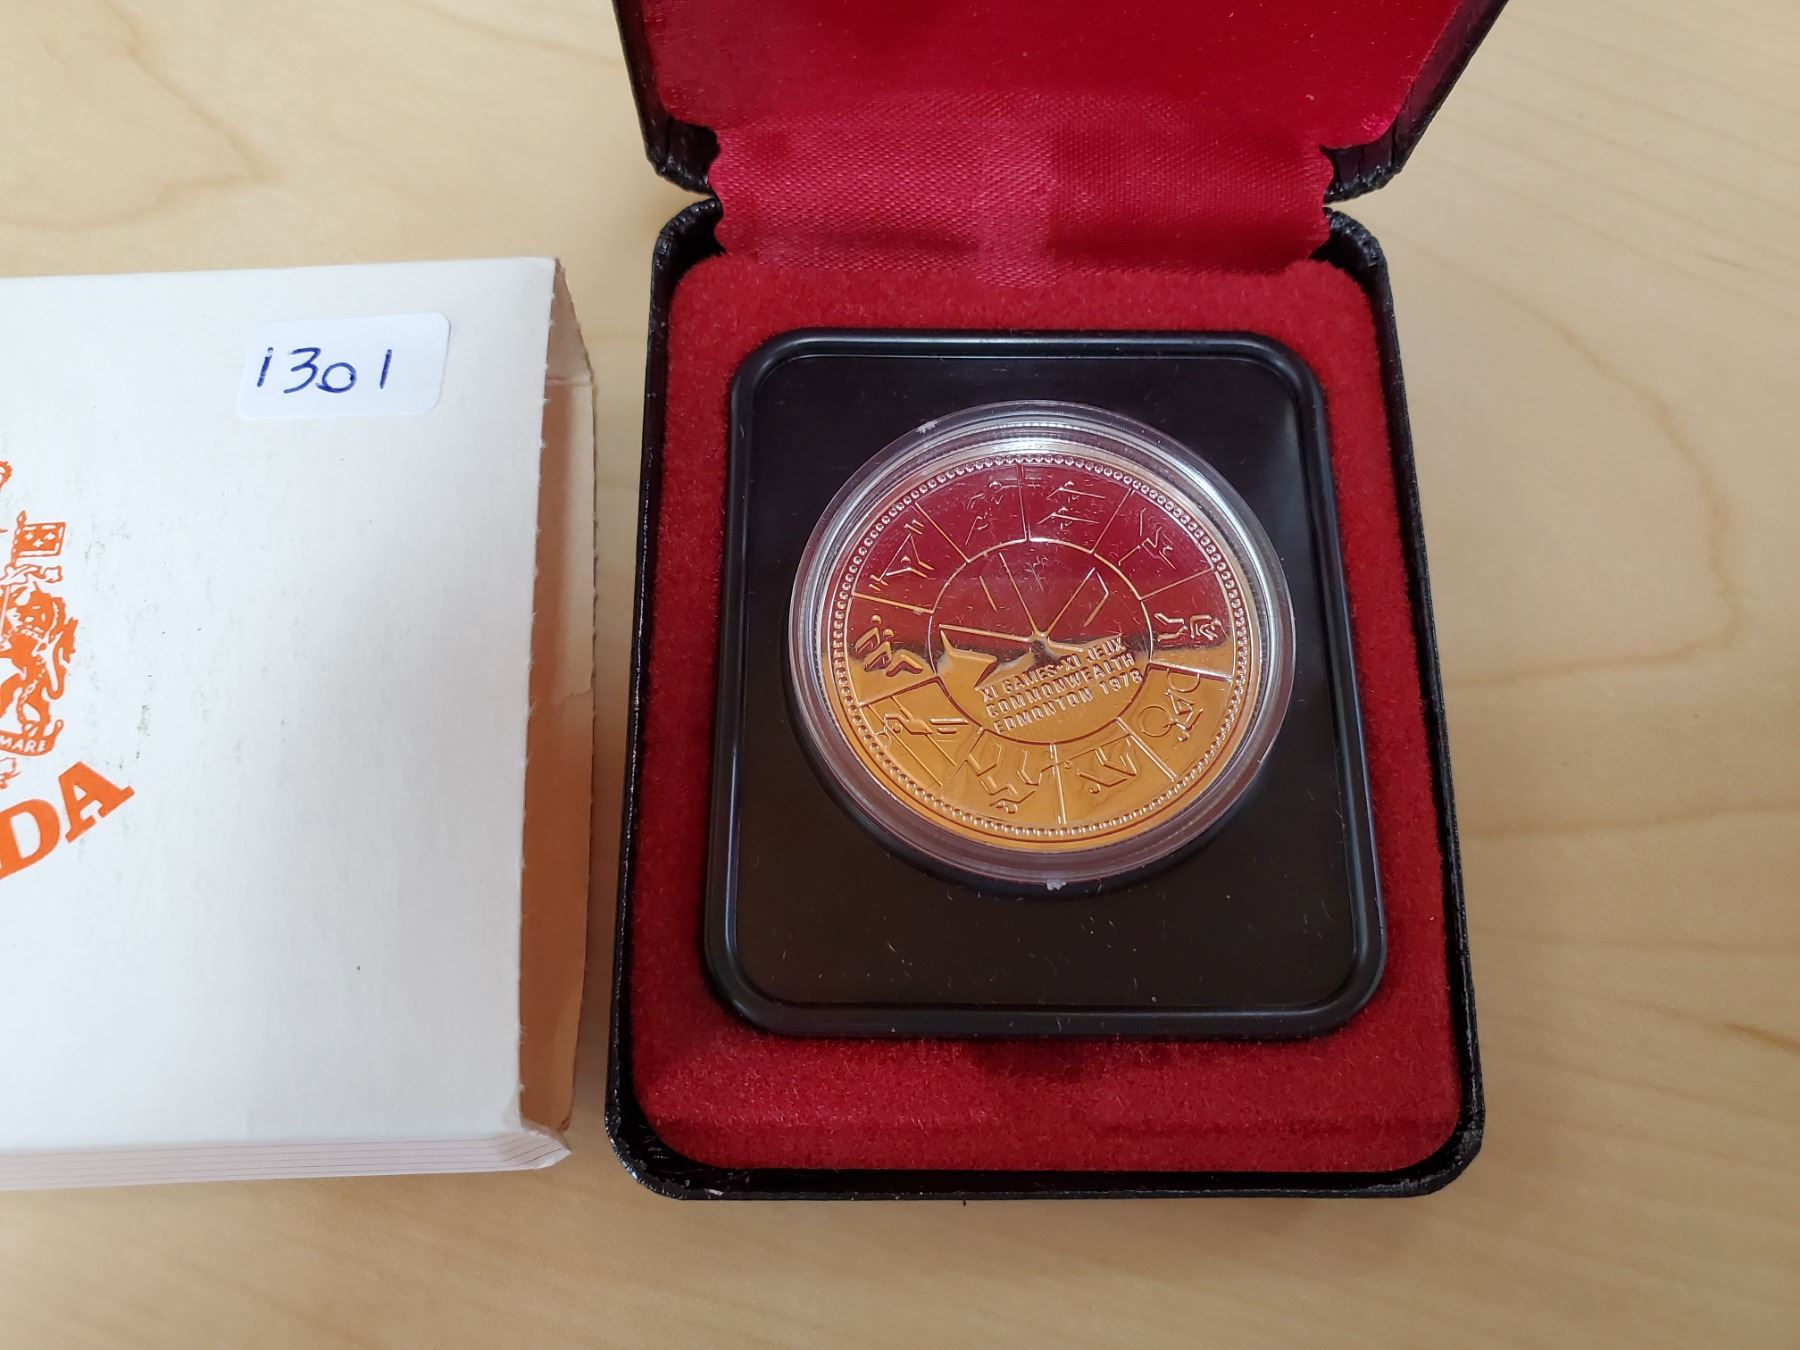 1301
MARE
DA
XI GAMES·XI JEUX
COMMONWEALTH
EDMONTON 1978